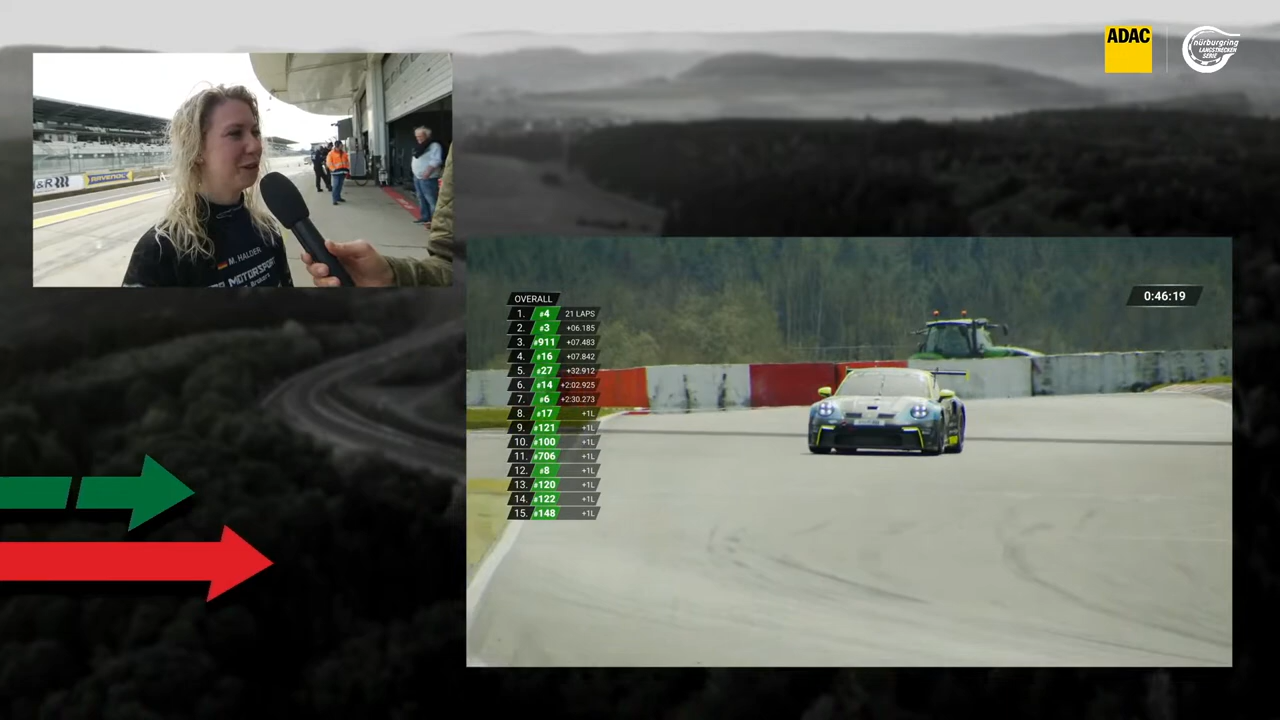 ADAC
nürburgring
LANGSTRECKEN
SERIE
&R
RAVENOL
M. HALDER
MOTORSPORT
OVERALL
1. #4 21 LAPS
2. #3 +06.185
3. #911 +07.483
4. #16 +07.842
5. #27 +32.912
6. #14 +2:02.925
7. #6 +2:30.273
8. #17 +1L
9. #121 +1L
10. #100 +1L
11. #706 +1L
12. #8 +1L
13. #120 +1L
14. #122 +1L
15. #148 +1L
0:46:19